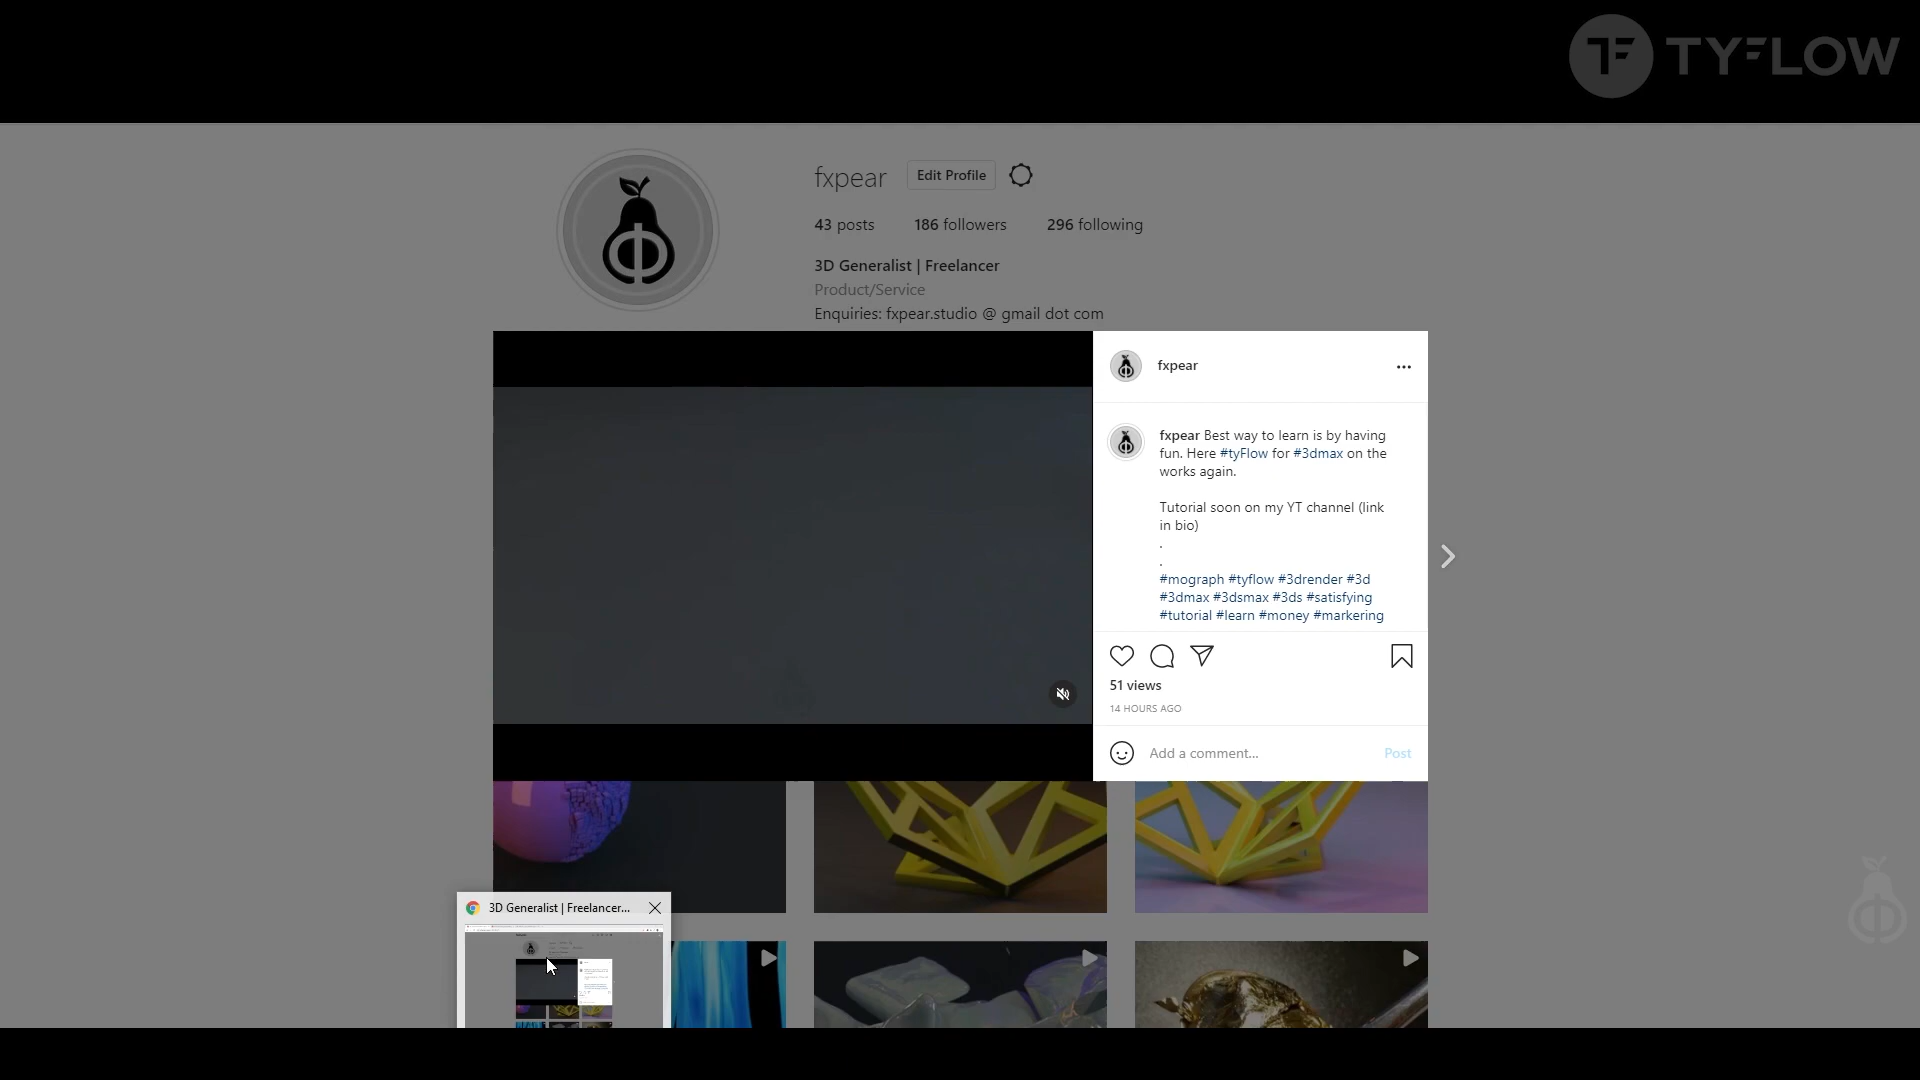 TYFLOW
fxpear
Edit Profile
43 posts
186 followers
296 following
3D Generalist | Freelancer
Product/Service
Enquiries: fxpear.studio @ gmail dot com
fxpear
fxpear Best way to learn is by having
fun. Here #tyFlow for #3dmax on the
works again.
Tutorial soon on my YT channel (link
in bio)
.
.
#mograph #tyflow #3drender #3d
#3dmax #3dsmax #3ds #satisfying
#tutorial #learn #money #markering
51 views
14 HOURS AGO
Add a comment...
Post
3D Generalist | Freelancer...